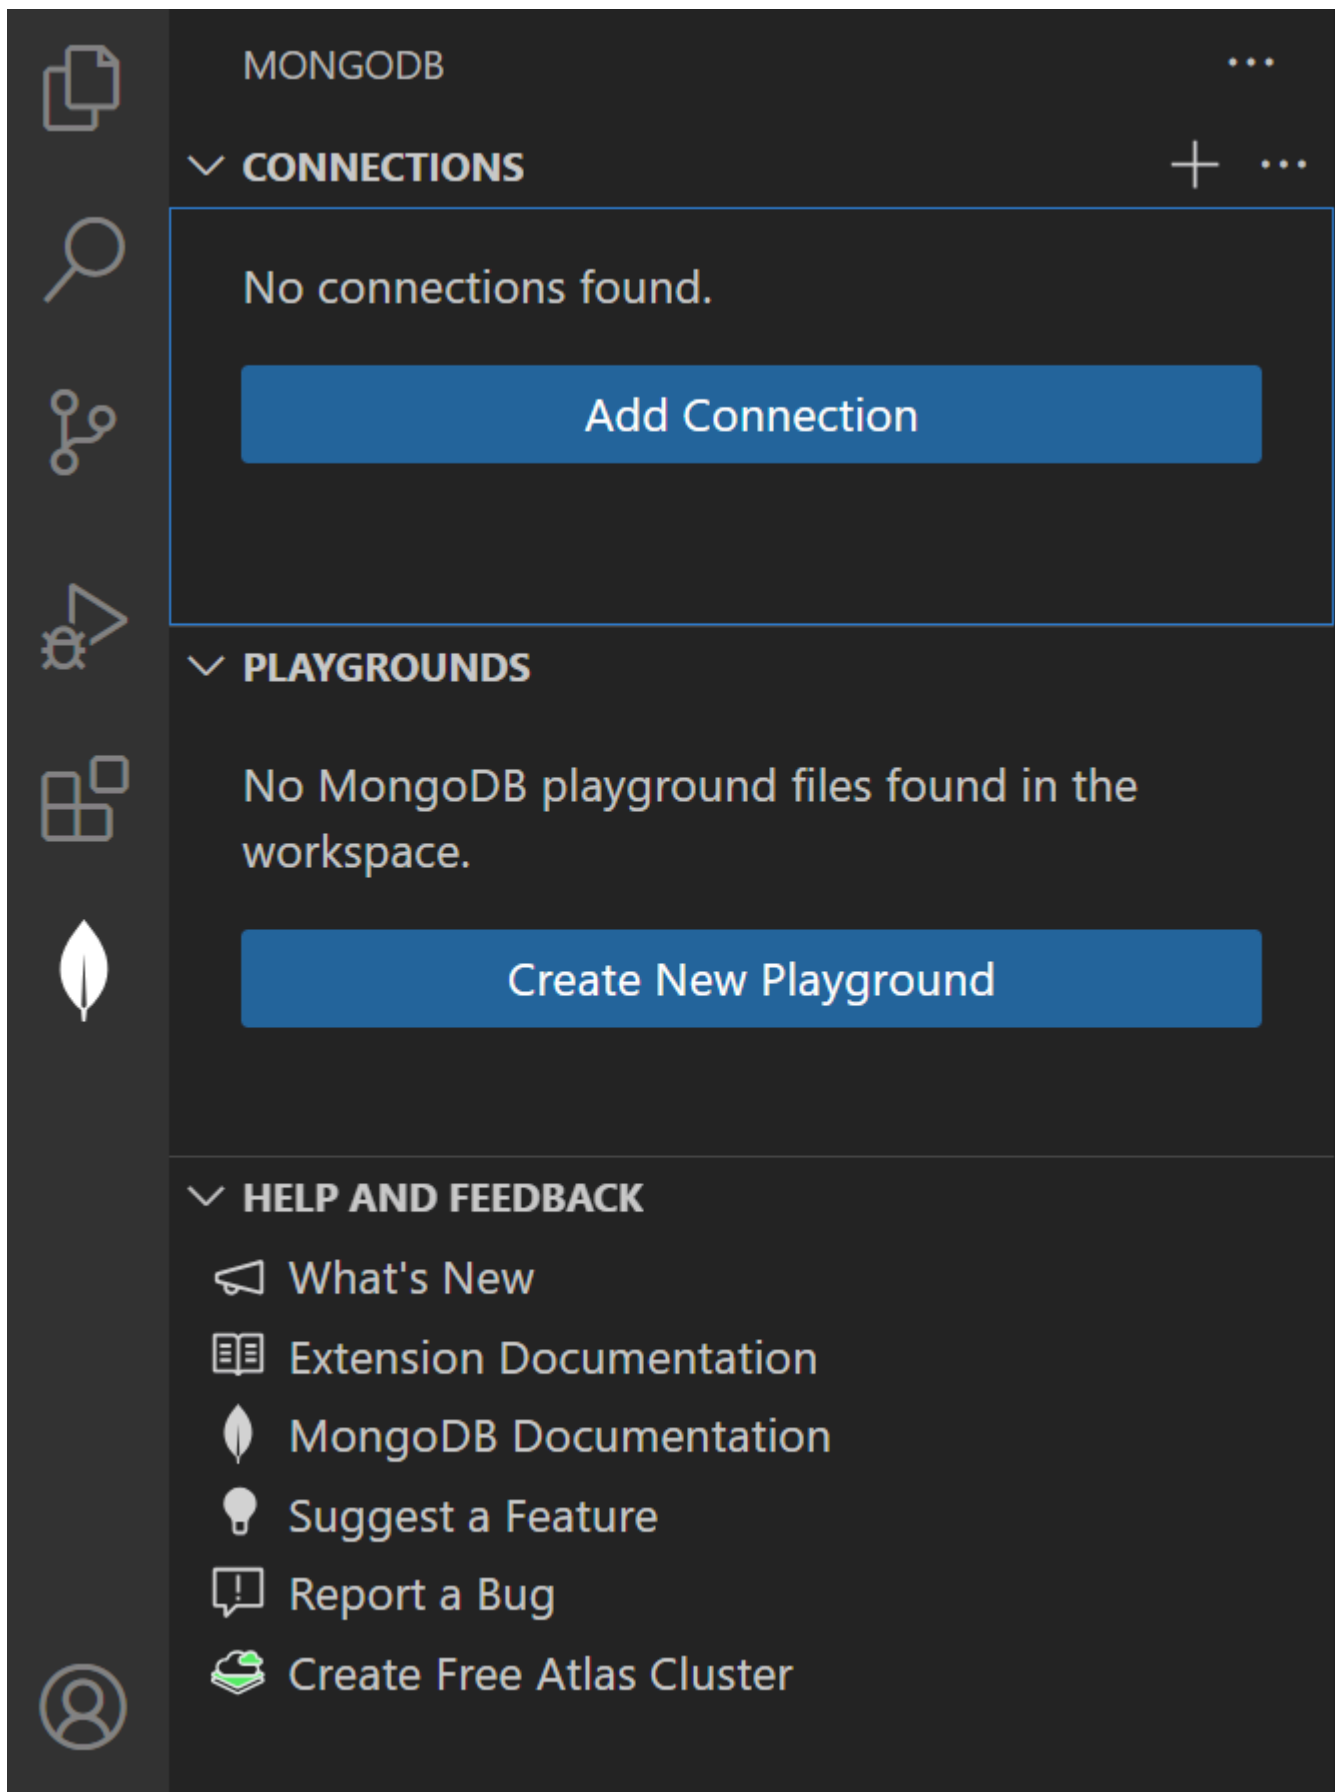 MONGODB
CONNECTIONS
No connections found.
Add Connection
PLAYGROUNDS
No MongoDB playground files found in the
workspace.
Create New Playground
HELP AND FEEDBACK
What's New
Extension Documentation
MongoDB Documentation
Suggest a Feature
Report a Bug
Create Free Atlas Cluster